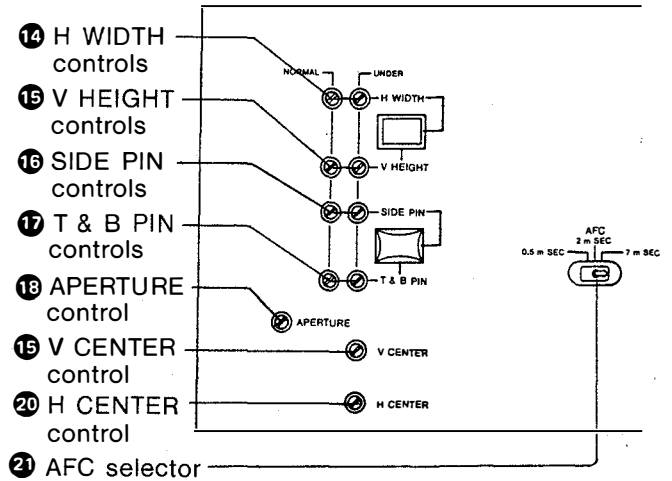 14 H WIDTH
controls
15 V HEIGHT
controls
16 SIDE PIN
controls
17 T & B PIN
controls
18 APERTURE
control
15 V CENTER
control
20 H CENTER
control
21 AFC selector
NORMAL
UNDER
H WIDTH
V HEIGHT
SIDE PIN
T & B PIN
APERTURE
V CENTER
H CENTER
AFC
2 m SEC
0.5 m SEC
7 m SEC